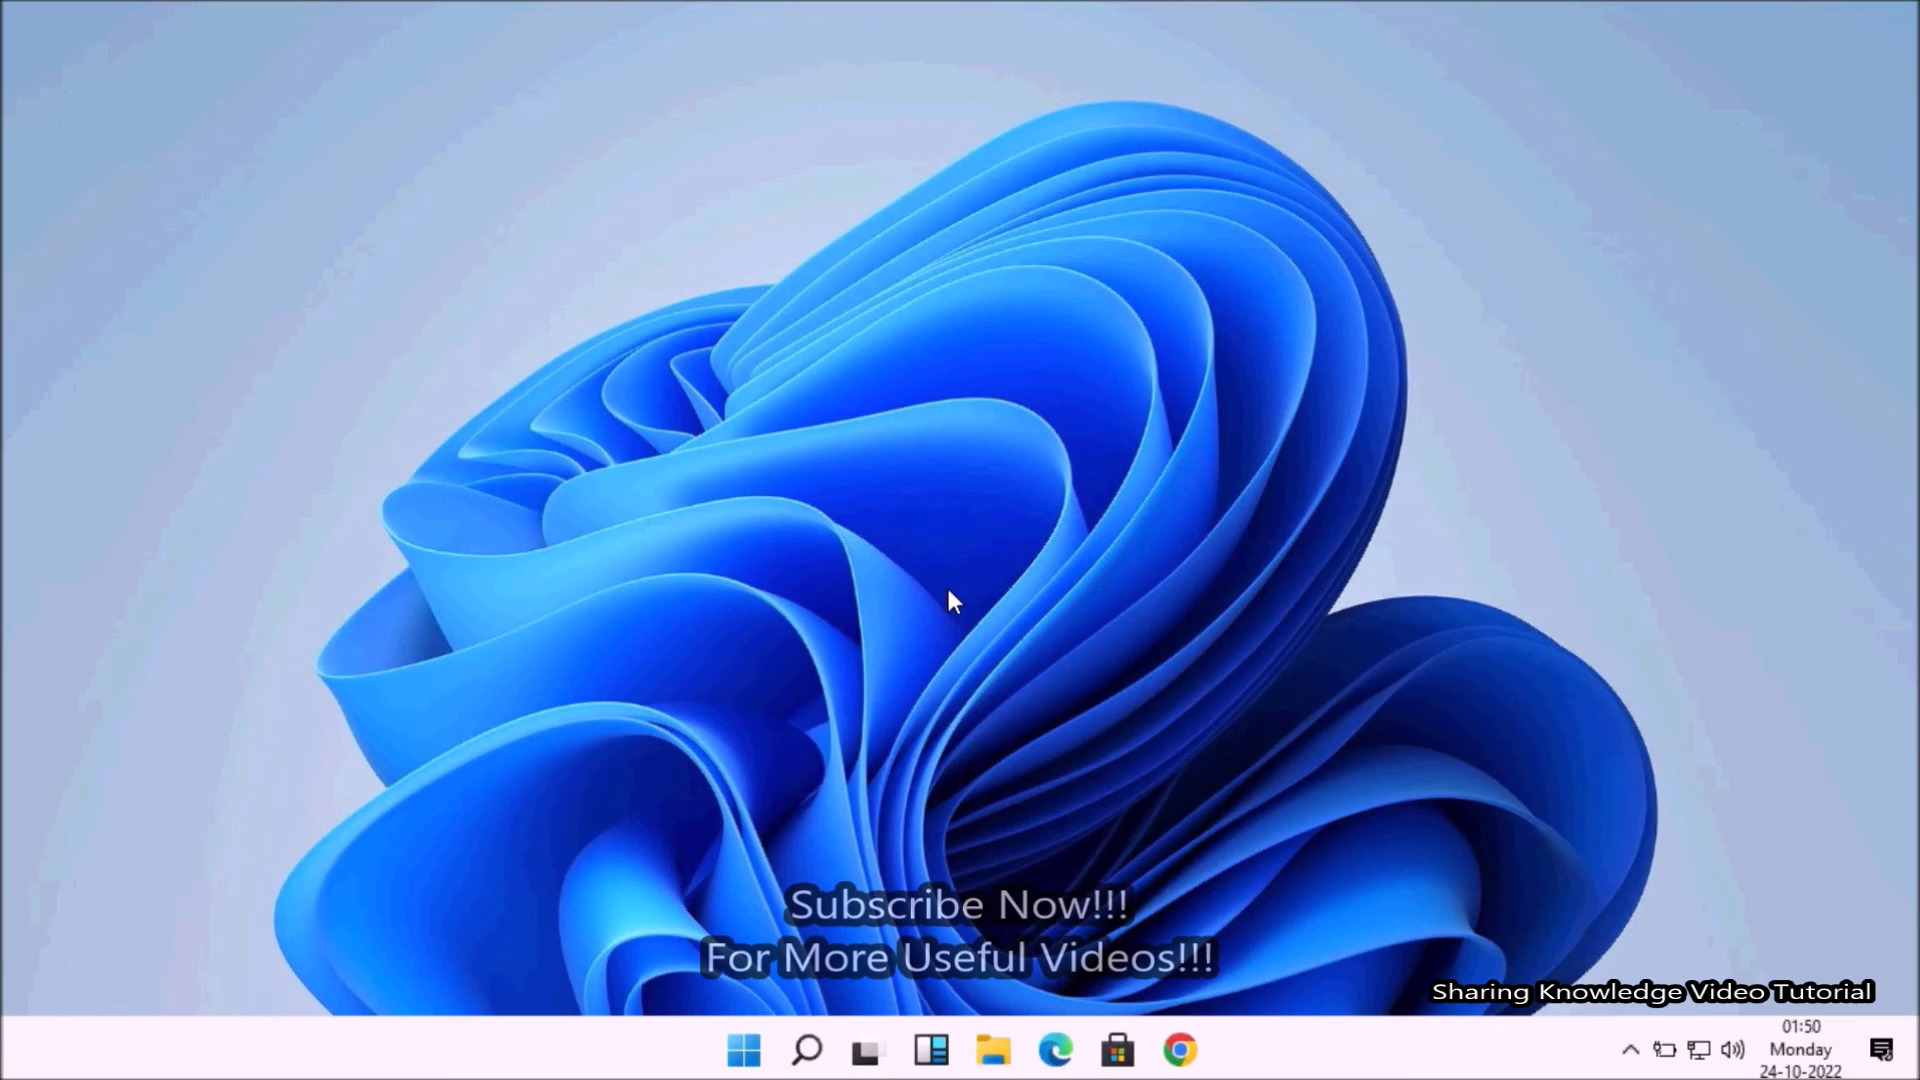 Subscribe Now!!!
For More Useful Videos!!!
Sharing Knowledge Video Tutorial
01:50
Monday
24-10-2022